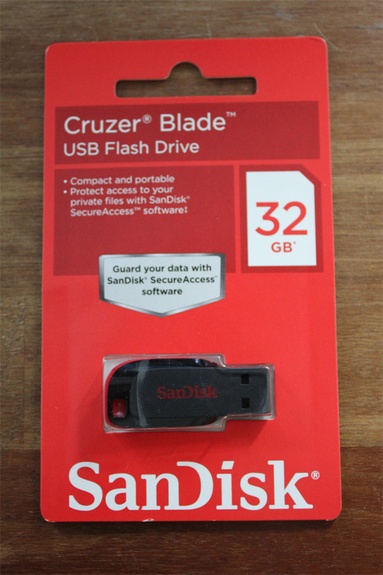 Cruzer® Blade™
USB Flash Drive
• Compact and portable
• Protect access to your
private files with SanDisk®
SecureAccess™ software‡
32
GB*
Guard your data with
SanDisk® SecureAccess™
software
SanDisk
SanDisk®